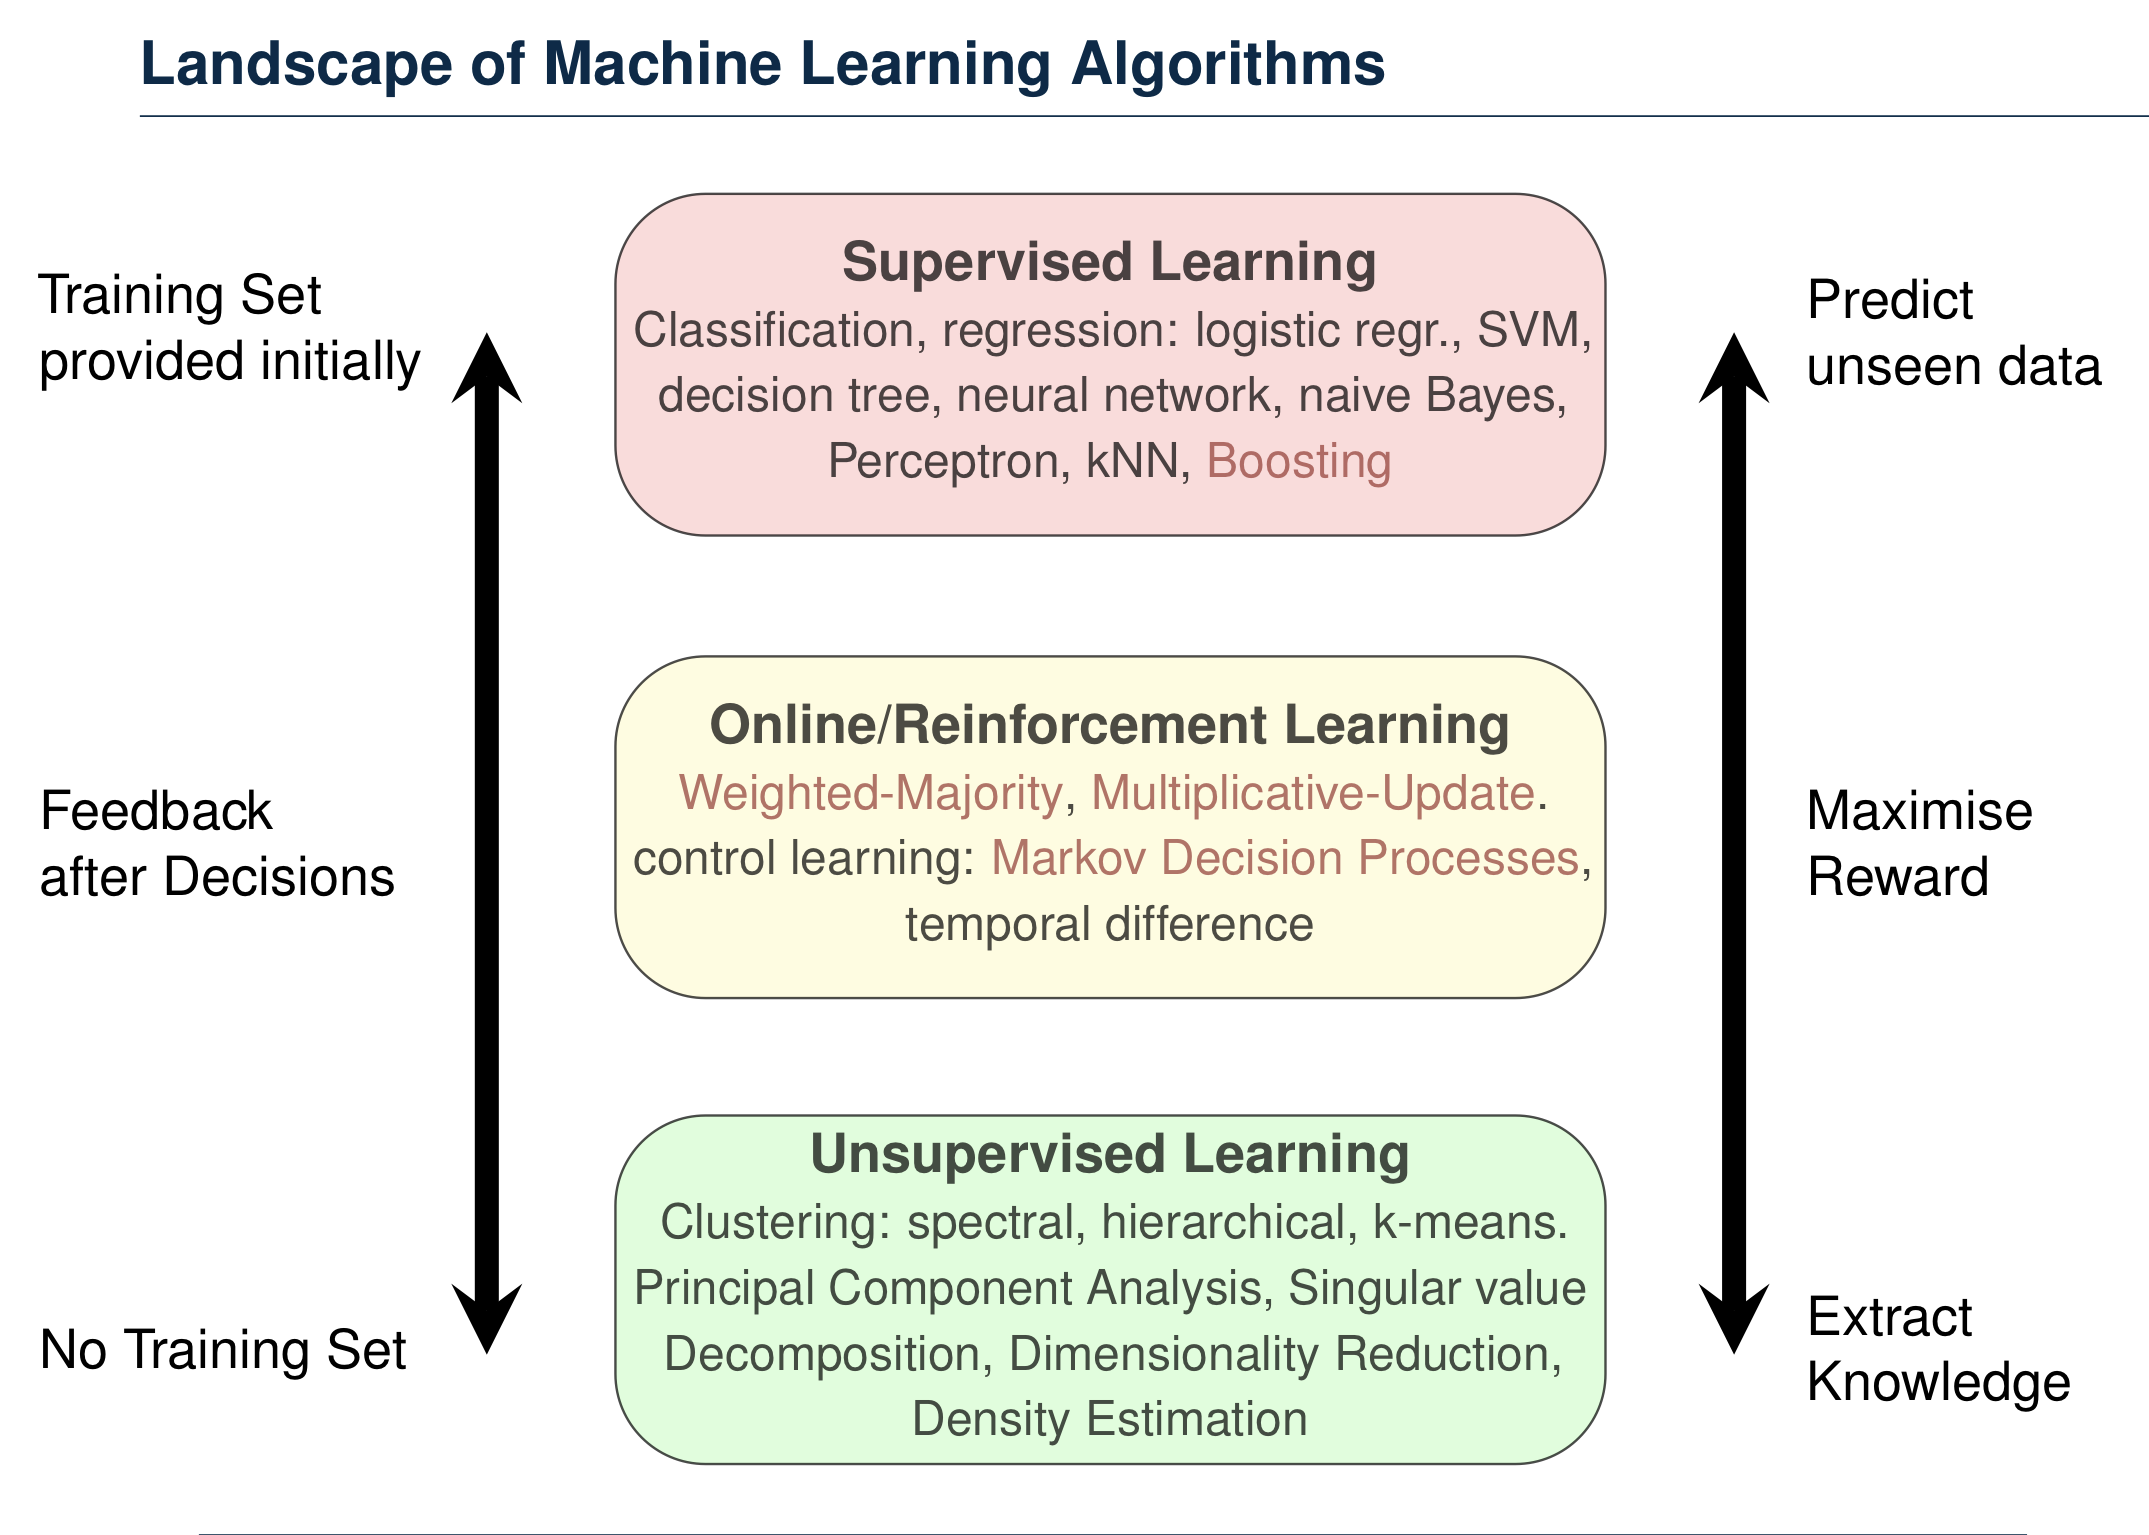 Landscape of Machine Learning Algorithms
Training Set
provided initially
Supervised Learning
Classification, regression: logistic regr., SVM,
decision tree, neural network, naive Bayes,
Perceptron, kNN, Boosting
Predict
unseen data
Feedback
after Decisions
Online/Reinforcement Learning
Weighted-Majority, Multiplicative-Update.
control learning: Markov Decision Processes,
temporal difference
Maximise
Reward
No Training Set
Unsupervised Learning
Clustering: spectral, hierarchical, k-means.
Principal Component Analysis, Singular value
Decomposition, Dimensionality Reduction,
Density Estimation
Extract
Knowledge